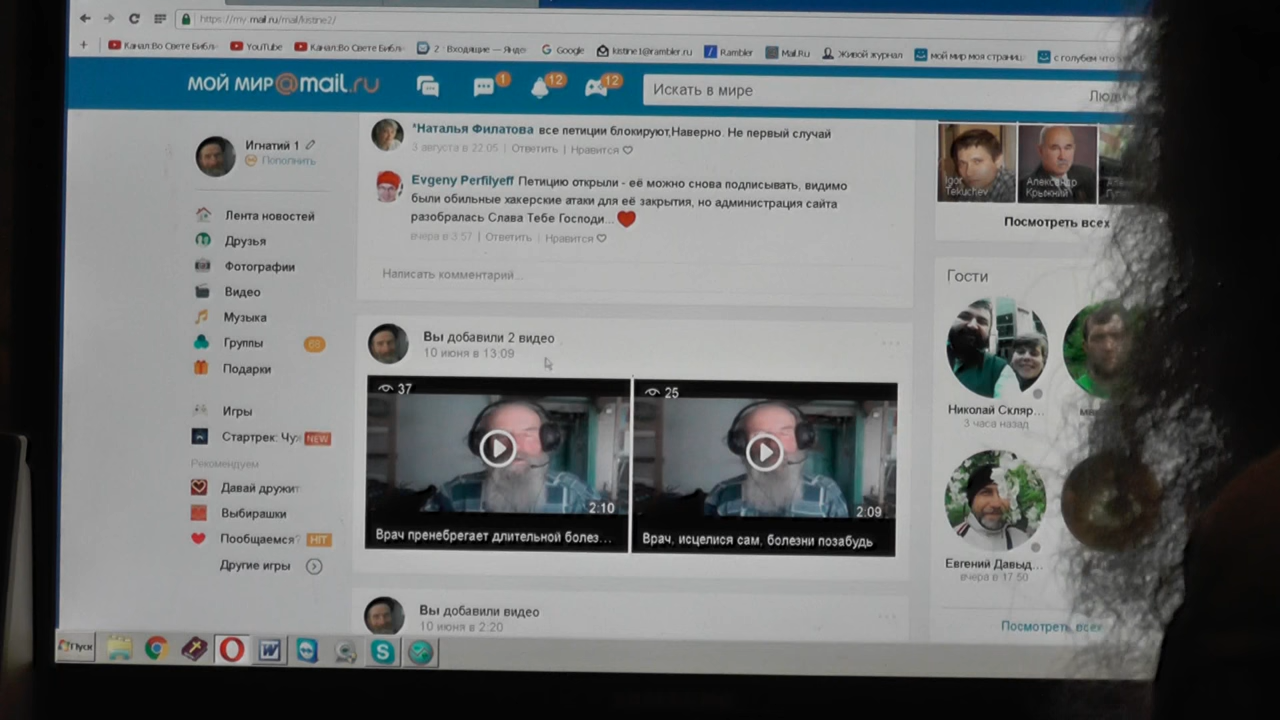 https://my.mail.ru/mail/kistine2/
Канал:Во Свете Библ
YouTube
Канал:Во Свете Библ
2 · Входящие — Янде
Google
kistine1@rambler.ru
Rambler
Mail.Ru
Живой журнал
мой мир моя страниц
с голубем что
МОЙ МИР@mail.ru
1
12
12
Искать в мире
Люд
Игнатий 1
Пополнить
Лента новостей
Друзья
Фотографии
Видео
Музыка
Группы
Подарки
Игры
Стартрек: Чуж NEW
Рекомендуем
Давай дружит
Выбирашки
Пообщаемся? HIT
Другие игры
*Наталья Филатова все петиции блокируют,Наверно. Не первый случай
3 августа в 22:05 | Ответить | Нравится
Evgeny Perfilyeff Петицию открыли - её можно снова подписывать, видимо
были обильные хакерские атаки для её закрытия, но администрация сайта
разобралась Слава Тебе Господи...
вчера в 3:57 | Ответить | Нравится
Написать комментарий...
Вы добавили 2 видео
10 июня в 13:09
37
2:10
Врач пренебрегает длительной болез...
25
2:09
Врач, исцелися сам, болезни позабудь
Вы добавили видео
10 июня в 2:20
Igor
Tekuchev
Александр
Крыжний
Посмотреть всех
Гости
Николай Скляр...
3 часа назад
Евгений Давыд...
вчера в 17:50
Посмотреть всех
Пуск